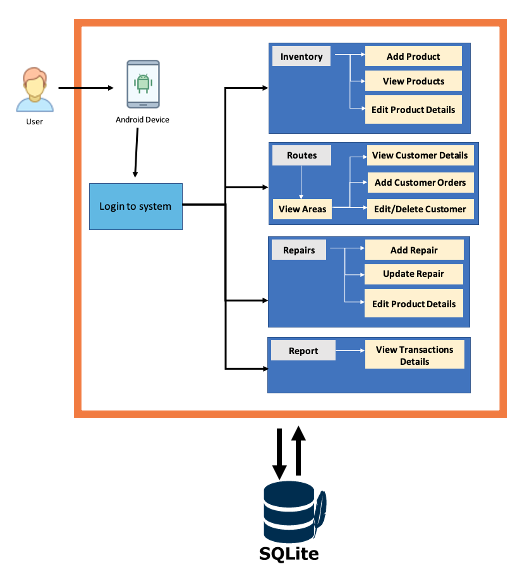 User
Android Device
Login to system
Inventory
Add Product
View Products
Edit Product Details
Routes
View Areas
View Customer Details
Add Customer Orders
Edit/Delete Customer
Repairs
Add Repair
Update Repair
Edit Product Details
Report
View Transactions
Details
SQLite